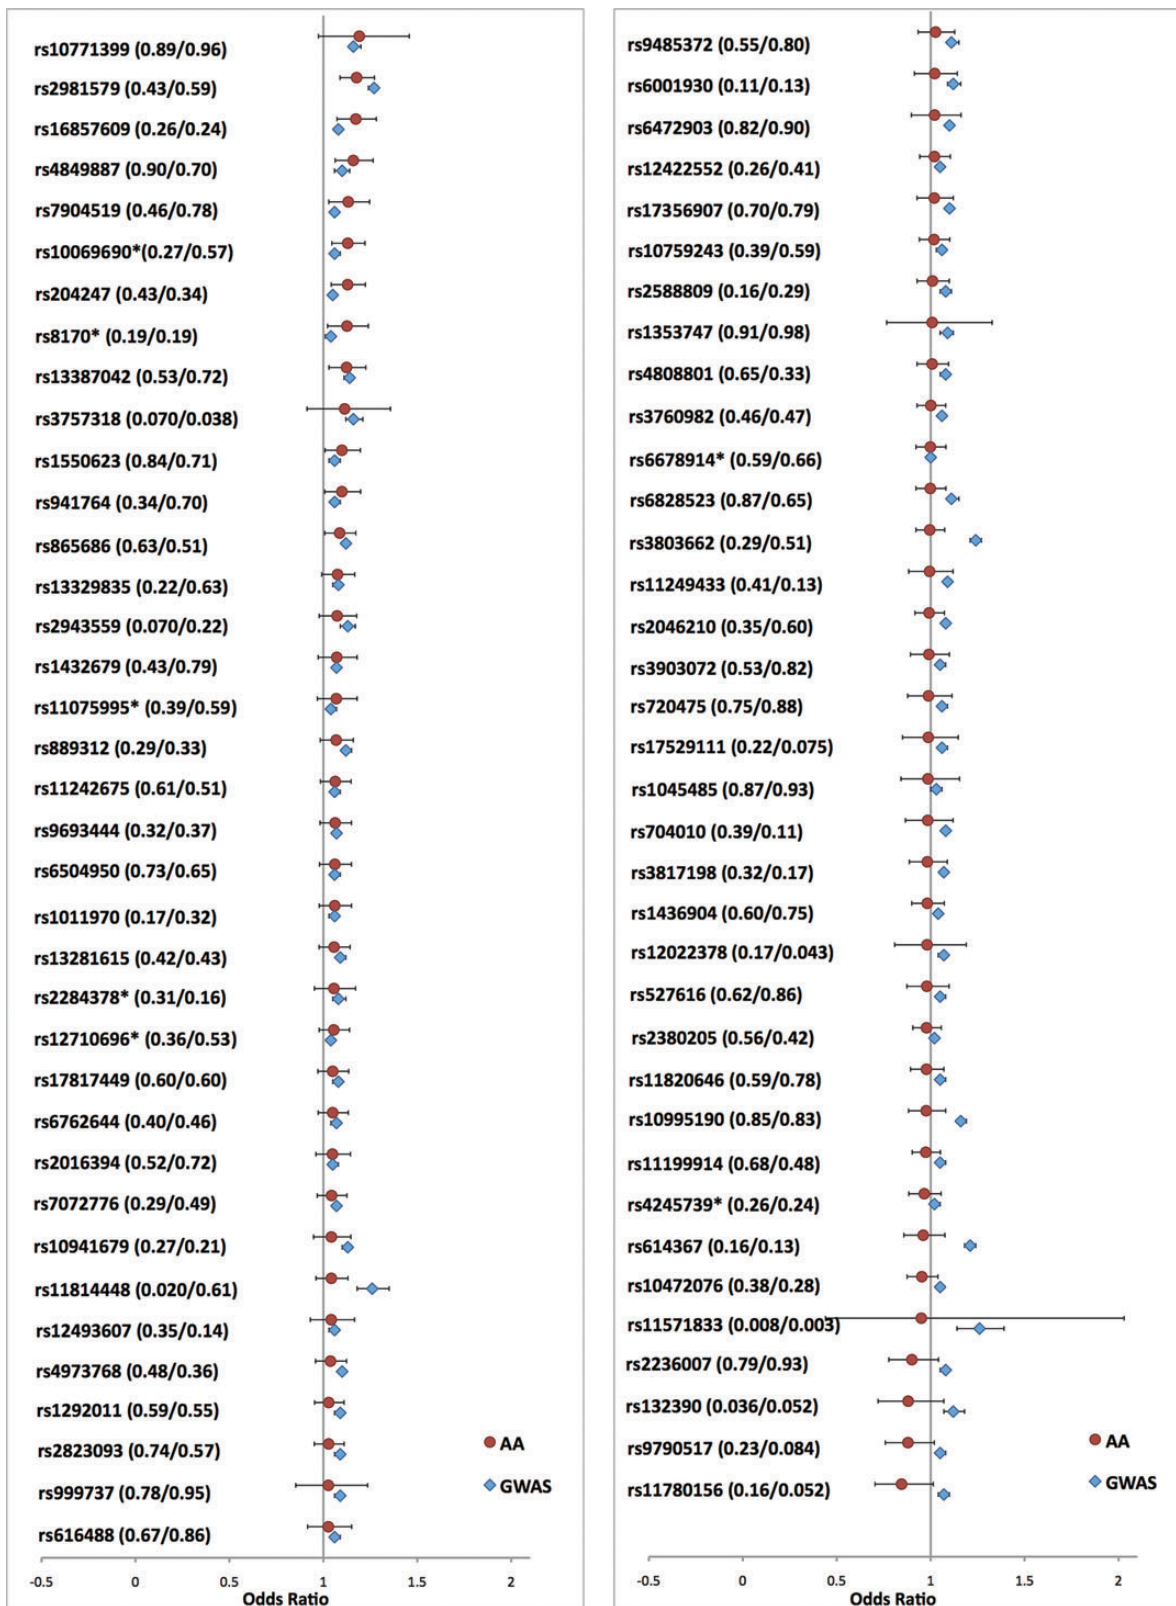 rs10771399 (0.89/0.96)
rs2981579 (0.43/0.59)
rs16857609 (0.26/0.24)
rs4849887 (0.90/0.70)
rs7904519 (0.46/0.78)
rs10069690*(0.27/0.57)
rs204247 (0.43/0.34)
rs8170* (0.19/0.19)
rs13387042 (0.53/0.72)
rs3757318 (0.070/0.038)
rs1550623 (0.84/0.71)
rs941764 (0.34/0.70)
rs865686 (0.63/0.51)
rs13329835 (0.22/0.63)
rs2943559 (0.070/0.22)
rs1432679 (0.43/0.79)
rs11075995* (0.39/0.59)
rs889312 (0.29/0.33)
rs11242675 (0.61/0.51)
rs9693444 (0.32/0.37)
rs6504950 (0.73/0.65)
rs1011970 (0.17/0.32)
rs13281615 (0.42/0.43)
rs2284378* (0.31/0.16)
rs12710696* (0.36/0.53)
rs17817449 (0.60/0.60)
rs6762644 (0.40/0.46)
rs2016394 (0.52/0.72)
rs7072776 (0.29/0.49)
rs10941679 (0.27/0.21)
rs11814448 (0.020/0.61)
rs12493607 (0.35/0.14)
rs4973768 (0.48/0.36)
rs1292011 (0.59/0.55)
rs2823093 (0.74/0.57)
rs999737 (0.78/0.95)
rs616488 (0.67/0.86)
AA
GWAS
-0.5 0 0.5 1 1.5 2
Odds Ratio
rs9485372 (0.55/0.80)
rs6001930 (0.11/0.13)
rs6472903 (0.82/0.90)
rs12422552 (0.26/0.41)
rs17356907 (0.70/0.79)
rs10759243 (0.39/0.59)
rs2588809 (0.16/0.29)
rs1353747 (0.91/0.98)
rs4808801 (0.65/0.33)
rs3760982 (0.46/0.47)
rs6678914* (0.59/0.66)
rs6828523 (0.87/0.65)
rs3803662 (0.29/0.51)
rs11249433 (0.41/0.13)
rs2046210 (0.35/0.60)
rs3903072 (0.53/0.82)
rs720475 (0.75/0.88)
rs17529111 (0.22/0.075)
rs1045485 (0.87/0.93)
rs704010 (0.39/0.11)
rs3817198 (0.32/0.17)
rs1436904 (0.60/0.75)
rs12022378 (0.17/0.043)
rs527616 (0.62/0.86)
rs2380205 (0.56/0.42)
rs11820646 (0.59/0.78)
rs10995190 (0.85/0.83)
rs11199914 (0.68/0.48)
rs4245739* (0.26/0.24)
rs614367 (0.16/0.13)
rs10472076 (0.38/0.28)
rs11571833 (0.008/0.003)
rs2236007 (0.79/0.93)
rs132390 (0.036/0.052)
rs9790517 (0.23/0.084)
rs11780156 (0.16/0.052)
AA
GWAS
-0.5 0 0.5 1 1.5 2
Odds Ratio